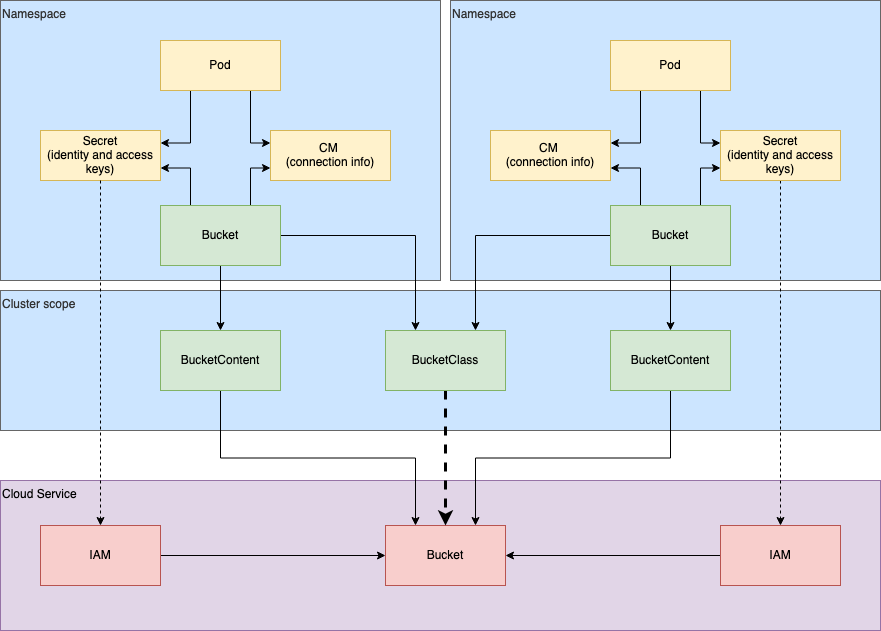 Namespace
Namespace
Pod
Pod
Secret
(identity and access
keys)
CM
(connection info)
CM
(connection info)
Secret
(identity and access
keys)
Bucket
Bucket
Cluster scope
BucketContent
BucketClass
BucketContent
Cloud Service
IAM
Bucket
IAM